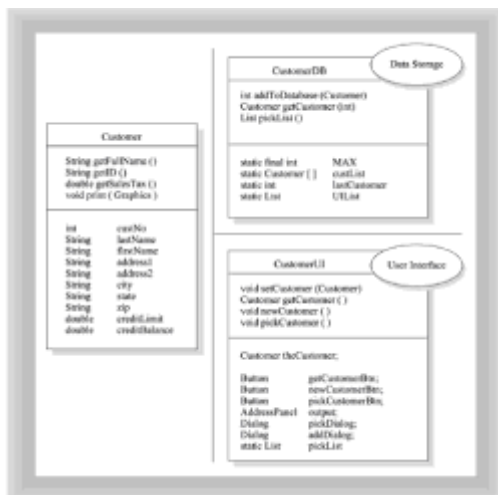 Customer
String getFullName ()
String getID ()
double getSalesTax ()
void print ( Graphics )
int custNo
String lastName
String firstName
String address1
String address2
String city
String state
String zip
double creditLimit
double creditBalance
Data Storage
CustomerDB
int addToDatabase (Customer)
Customer getCustomer (int)
List pickList ()
static final int MAX
static Customer [ ] custList
static int lastCustomer
static List UIList
User Interface
CustomerUI
void setCustomer (Customer)
Customer getCustomer ( )
void newCustomer ( )
void pickCustomer ( )
Customer theCustomer;
Button getCustomerBtn;
Button newCustomerBtn;
Button pickCustomerBtn;
AddressPanel output;
Dialog pickDialog;
Dialog addDialog;
static List pickList